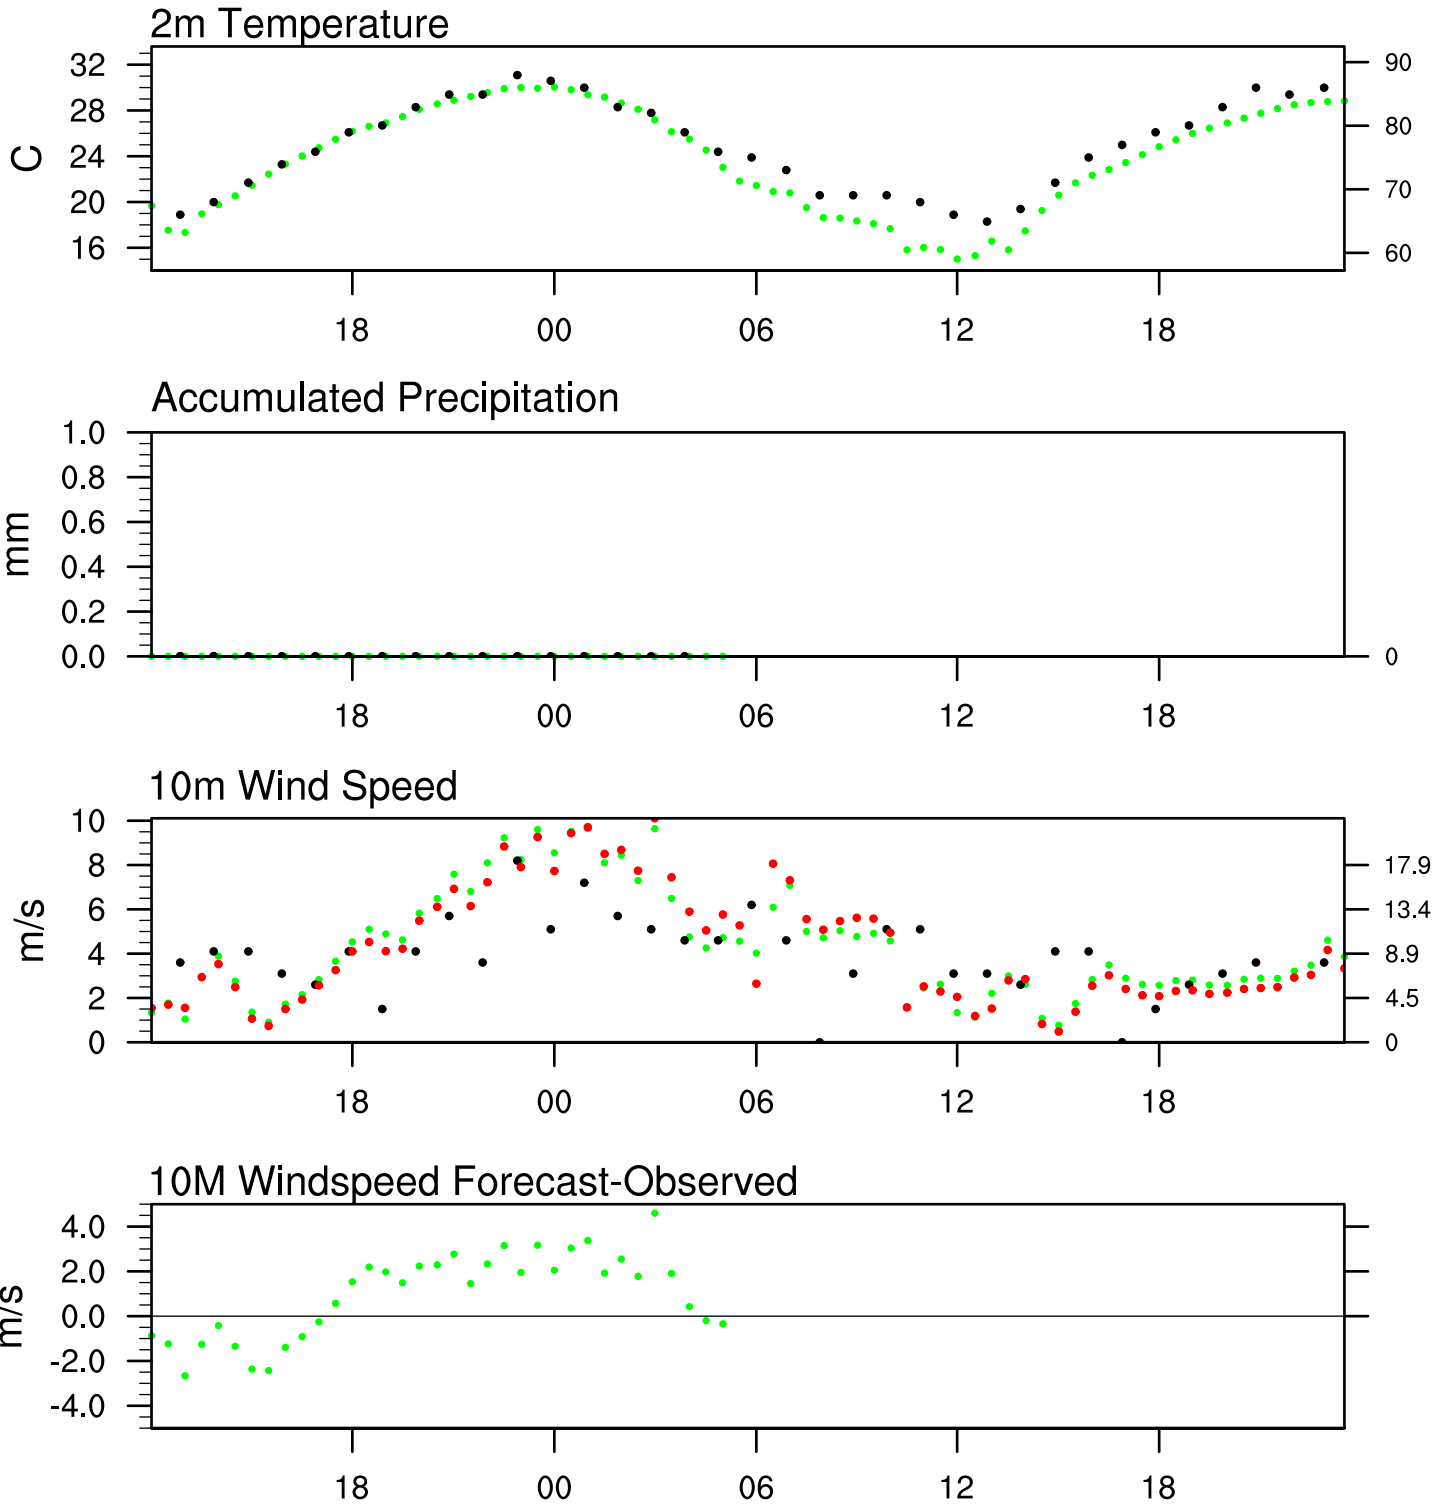 2m Temperature
32
28
24
20
16
C
90
80
70
60
18 00 06 12 18
Accumulated Precipitation
1.0
0.8
0.6
0.4
0.2
0.0
mm
0
18 00 06 12 18
10m Wind Speed
10
8
6
4
2
0
m/s
17.9
13.4
8.9
4.5
0
18 00 06 12 18
10M Windspeed Forecast-Observed
4.0
2.0
0.0
-2.0
-4.0
m/s
18 00 06 12 18